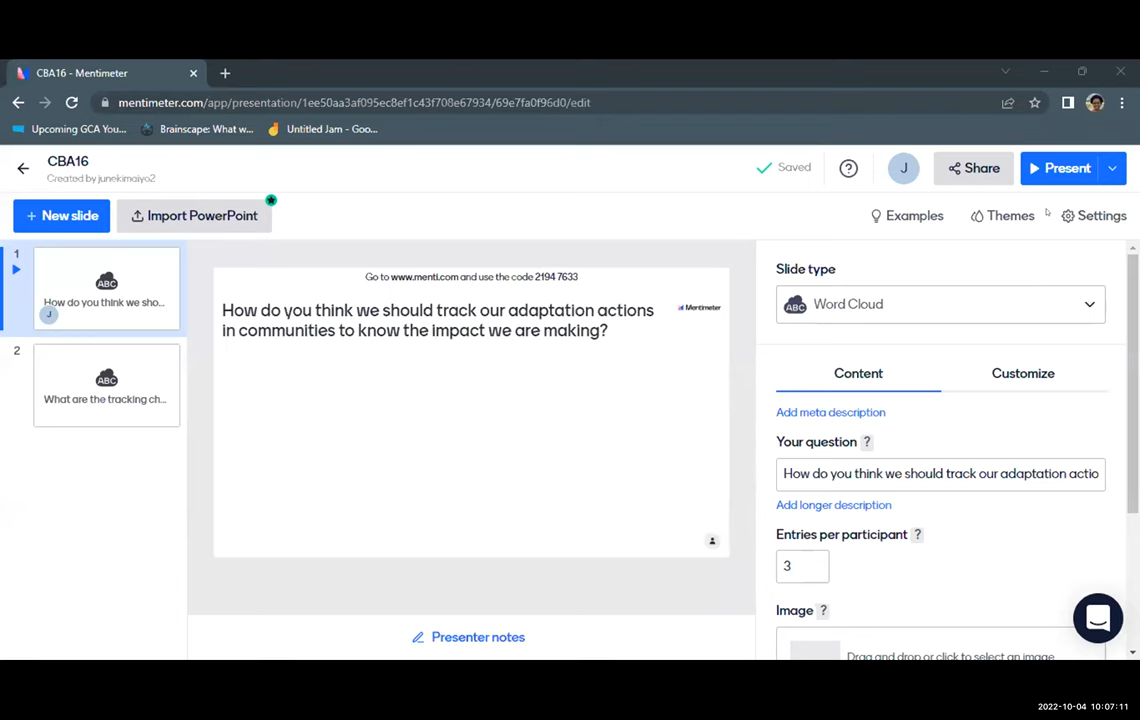 CBA16 - Mentimeter
mentimeter.com/app/presentation/1ee50aa3af095ec8ef1c43f708e67934/69e7fa0f96d0/edit
Upcoming GCA You... Brainscape: What w... Untitled Jam - Goo...
CBA16
Created by junekimaiyo2
Saved
J
Share
Present
+ New slide
Import PowerPoint
Examples
Themes
Settings
1
ABC
How do you think we sho...
J
2
ABC
What are the tracking ch...
Go to www.menti.com and use the code 2194 7633
How do you think we should track our adaptation actions
in communities to know the impact we are making?
Mentimeter
Presenter notes
Slide type
ABC Word Cloud
Content Customize
Add meta description
Your question ?
How do you think we should track our adaptation actio
Add longer description
Entries per participant ?
3
Image ?
Drag and drop or click to select an image
2022-10-04 10:07:11